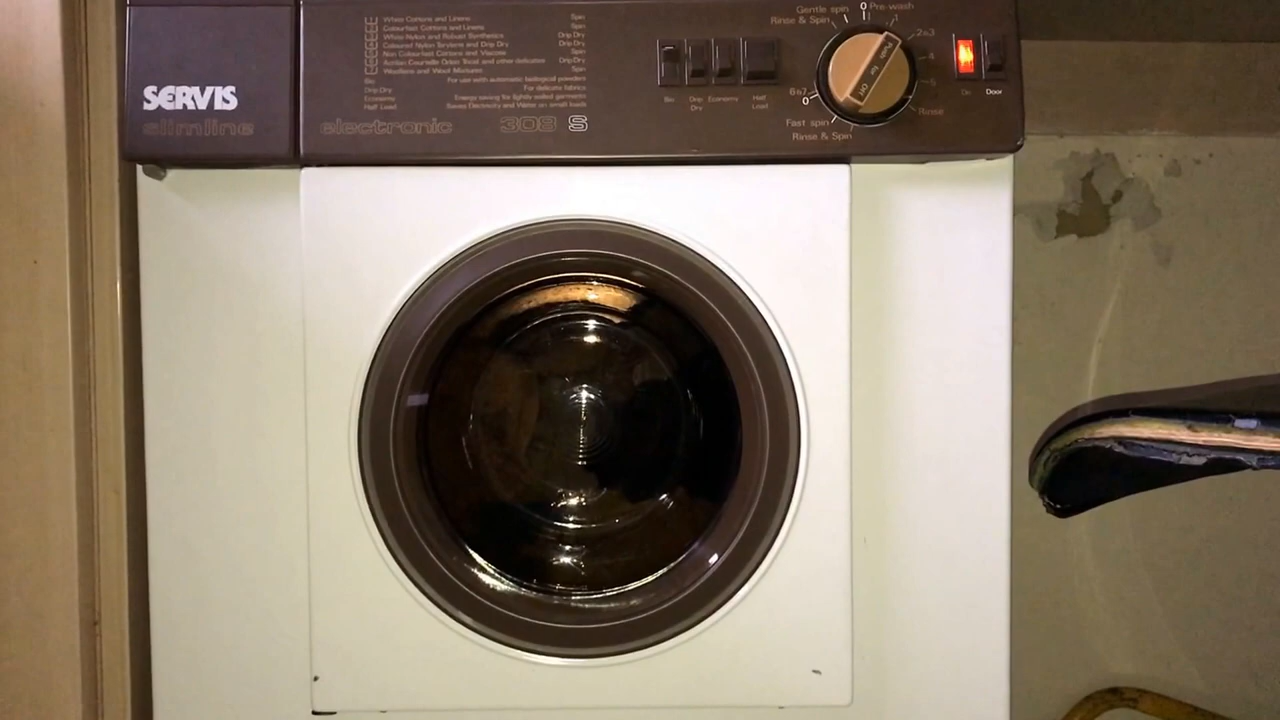 White Cottons and Linens Spin
Colourfast Cottons and Linens Spin
White Nylon and Robust Synthetics Drip Dry
Coloured Nylon Terylene and Drip Dry Drip Dry
Non Colourfast Cottons and Viscose Spin
Acrilan Courtelle Orlon Tricel and other delicates Drip Dry
Woollens and Wool Mixtures Spin
Bio For use with automatic biological powders
Drip Dry For delicate fabrics
Economy Energy saving for lightly soiled garments
Half Load Saves Electricity and Water on small loads
SERVIS
slimline
electronic 308 S
Bio
Drip Dry
Economy
Half Load
Gentle spin
Rinse & Spin
0
Pre-wash
1
2&3
4
5
Rinse
Rinse & Spin
Fast spin
0
6&7
Push for Off
On
Door